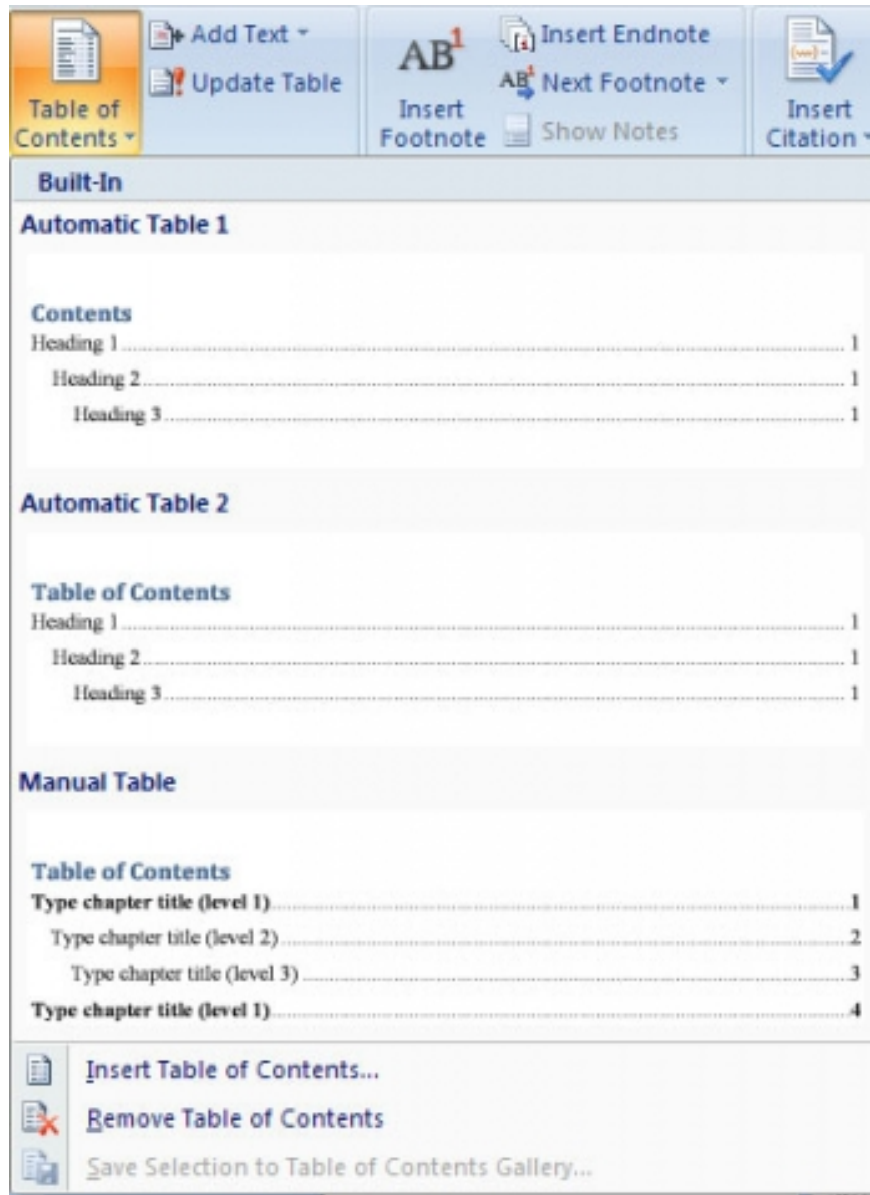 Table of
Contents
Add Text
Update Table
AB1
Insert
Footnote
[i] Insert Endnote
AB1 Next Footnote
Show Notes
Insert
Citation
Built-In
Automatic Table 1
Contents
Heading 1 1
Heading 2 1
Heading 3 1
Automatic Table 2
Table of Contents
Heading 1 1
Heading 2 1
Heading 3 1
Manual Table
Table of Contents
Type chapter title (level 1) 1
Type chapter title (level 2) 2
Type chapter title (level 3) 3
Type chapter title (level 1) 4
Insert Table of Contents...
Remove Table of Contents
Save Selection to Table of Contents Gallery...